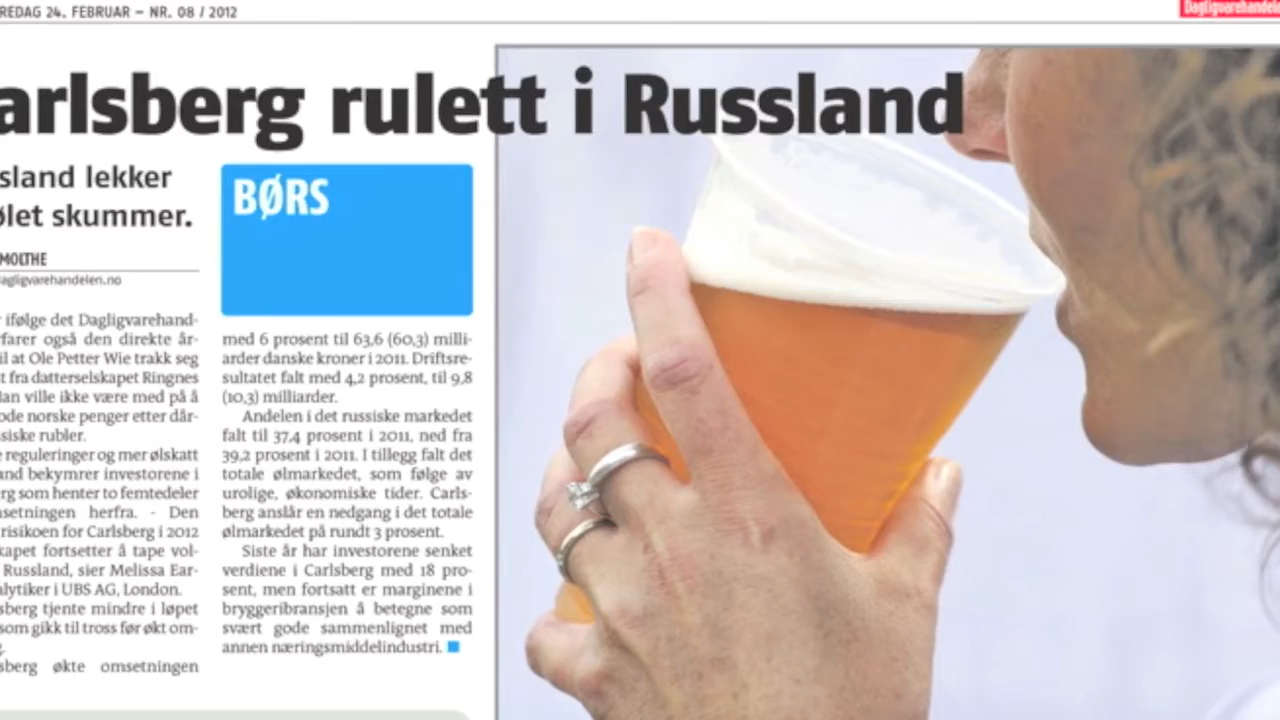 REDAG 24. FEBRUAR – NR. 08 / 2012
Dagligvarehandele
arlsberg rulett i Russland
sland lekker
ølet skummer.
MOLTHE
dagligvarehandelen.no
r ifølge det Dagligvarehand-
rfarer også den direkte år-
il at Ole Petter Wie trakk seg
t fra datterselskapet Ringnes
Han ville ikke være med på å
ode norske penger etter dår-
siske rubler.
e reguleringer og mer ølskatt
and bekymrer investorene i
erg som henter to femtedeler
msetningen herfra. - Den
risikoen for Carlsberg i 2012
kapet fortsetter å tape vol-
Russland, sier Melissa Ear-
alytiker i UBS AG, London.
sberg tjente mindre i løpet
som gikk til tross før økt om-
g.
sberg økte omsetningen
BØRS
med 6 prosent til 63,6 (60,3) milli-
arder danske kroner i 2011. Driftsre-
sultatet falt med 4,2 prosent, til 9,8
(10,3) milliarder.
Andelen i det russiske markedet
falt til 37,4 prosent i 2011, ned fra
39,2 prosent i 2011. I tillegg falt det
totale ølmarkedet, som følge av
urolige, økonomiske tider. Carls-
berg anslår en nedgang i det totale
ølmarkedet på rundt 3 prosent.
Siste år har investorene senket
verdiene i Carlsberg med 18 pro-
sent, men fortsatt er marginene i
bryggeribransjen å betegne som
svært gode sammenlignet med
annen næringsmiddelindustri.